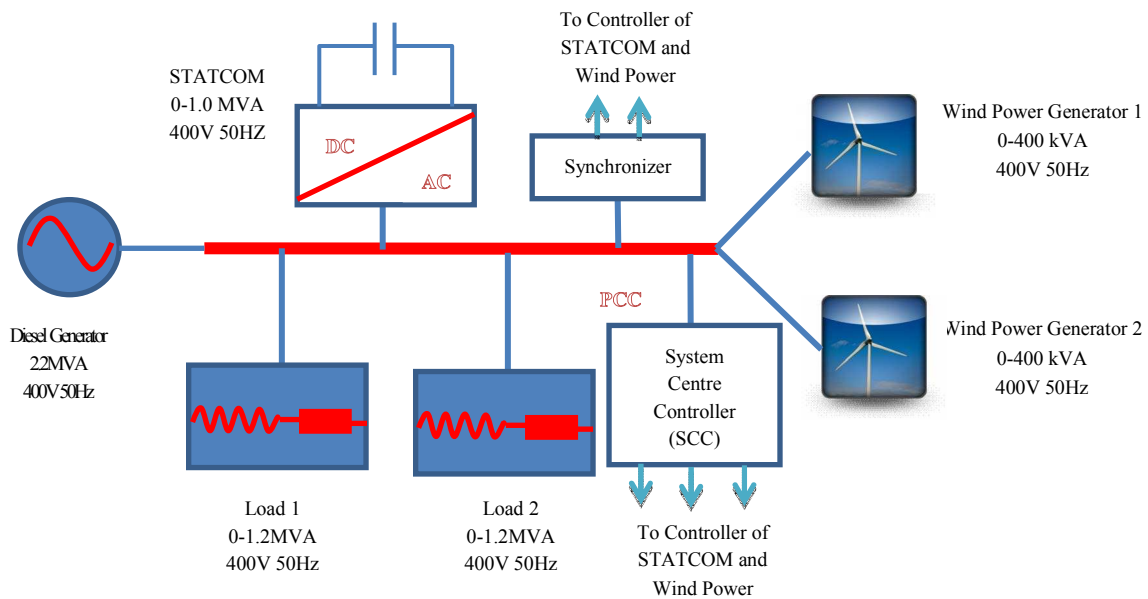 To Controller of
STATCOM and
Wind Power
STATCOM
0-1.0 MVA
400V 50HZ
DC
AC
Synchronizer
Wind Power Generator 1
0-400 kVA
400V 50Hz
Diesel Generator
2.2MVA
400V 50Hz
PCC
System
Centre
Controller
(SCC)
Wind Power Generator 2
0-400 kVA
400V 50Hz
Load 1
0-1.2MVA
400V 50Hz
Load 2
0-1.2MVA
400V 50Hz
To Controller of
STATCOM and
Wind Power